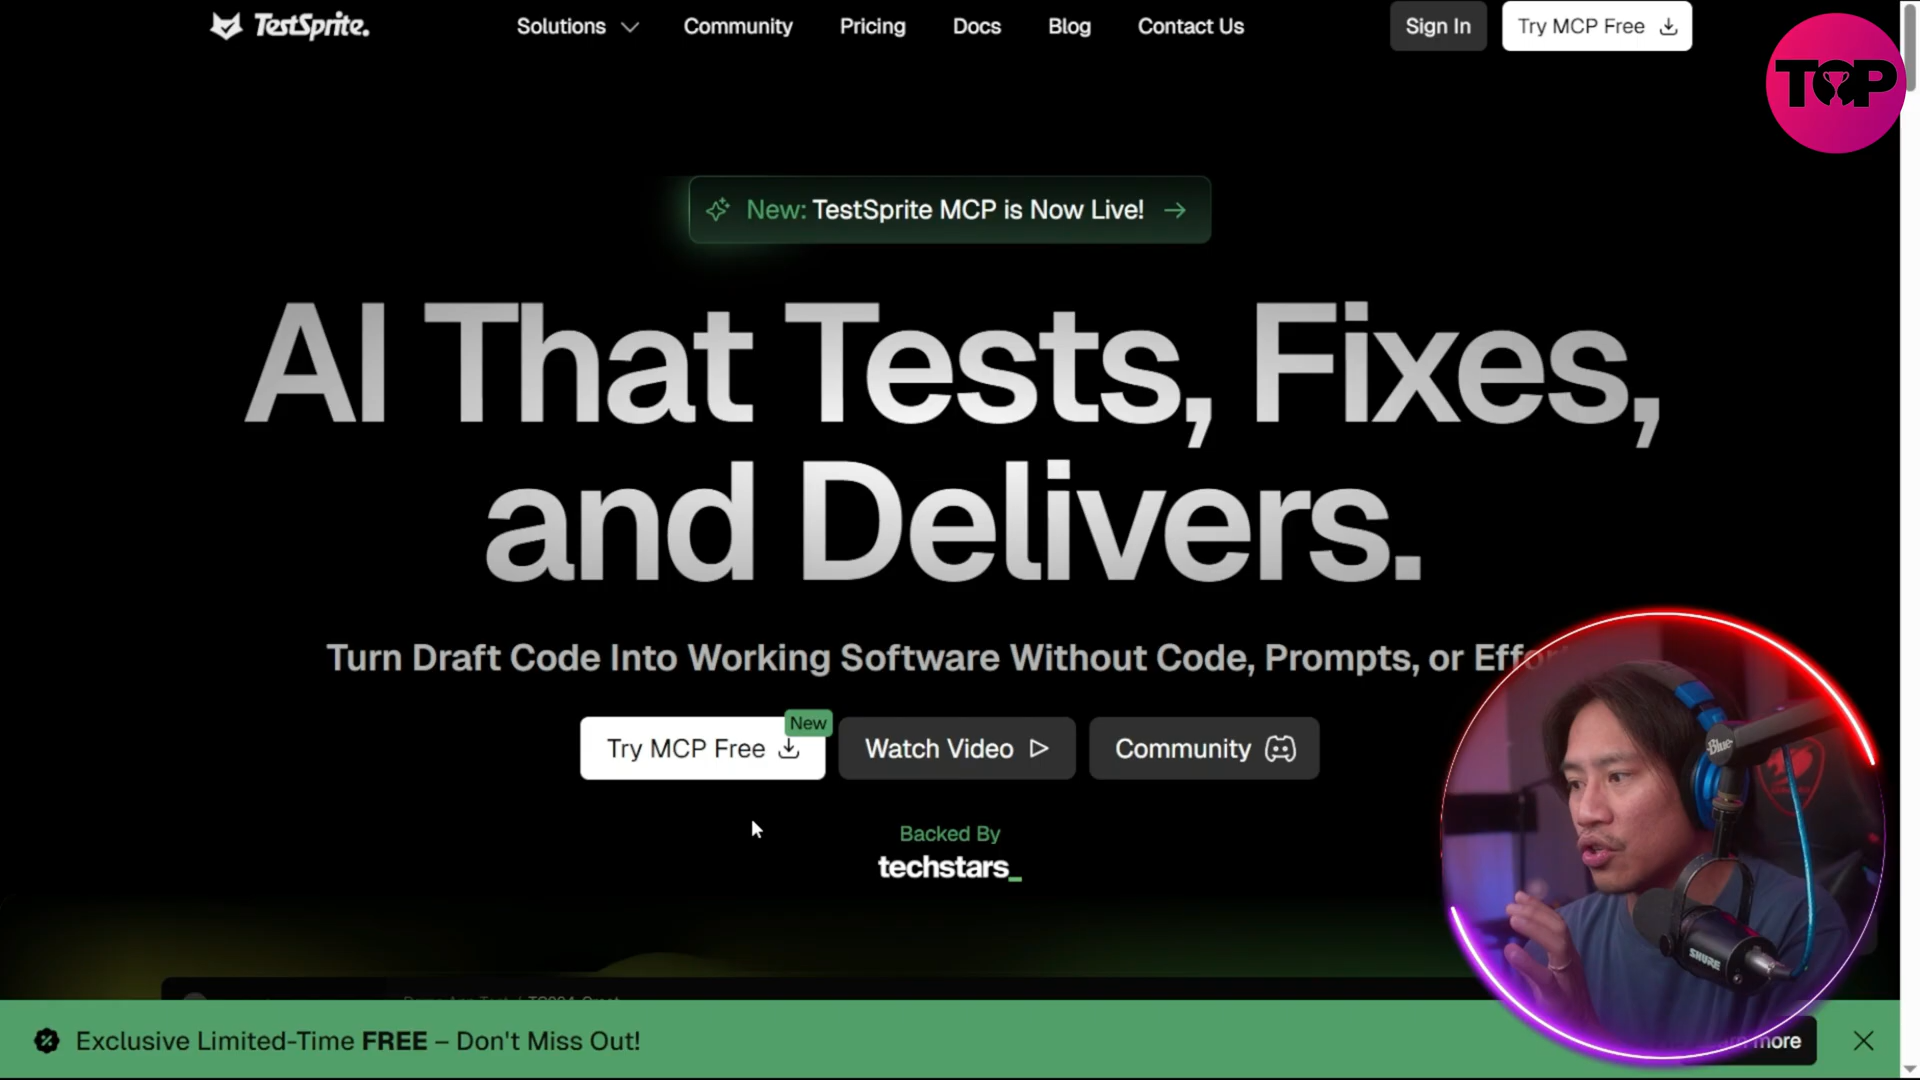 TestSprite.
Solutions
Community
Pricing
Docs
Blog
Contact Us
Sign In
Try MCP Free
TOP
New: TestSprite MCP is Now Live!
AI That Tests, Fixes,
and Delivers.
Turn Draft Code Into Working Software Without Code, Prompts, or
New
Try MCP Free
Watch Video
Community
Backed By
techstars_
Blue
SHURE
Exclusive Limited-Time FREE – Don't Miss Out!
more